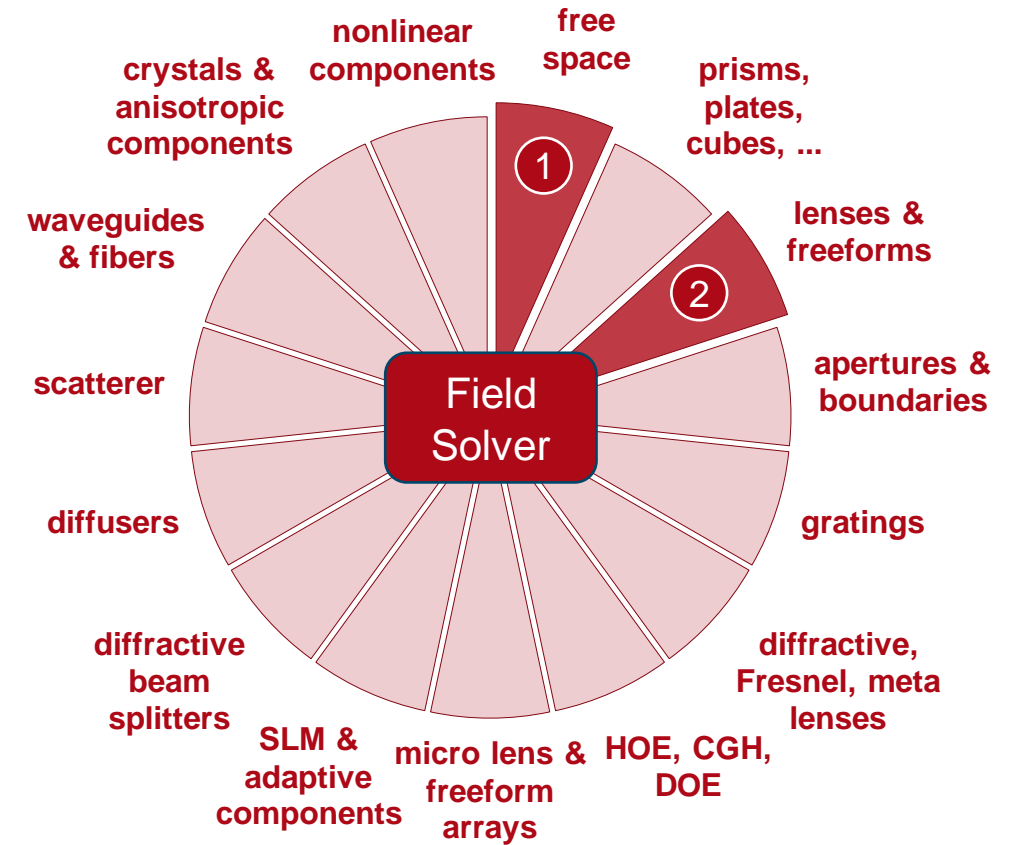 free
space
1
prisms,
plates,
cubes, ...
lenses &
freeforms
2
apertures &
boundaries
gratings
diffractive,
Fresnel, meta
lenses
HOE, CGH,
DOE
micro lens &
freeform
arrays
SLM &
adaptive
components
diffractive
beam
splitters
diffusers
scatterer
waveguides
& fibers
crystals &
anisotropic
components
nonlinear
components
Field
Solver